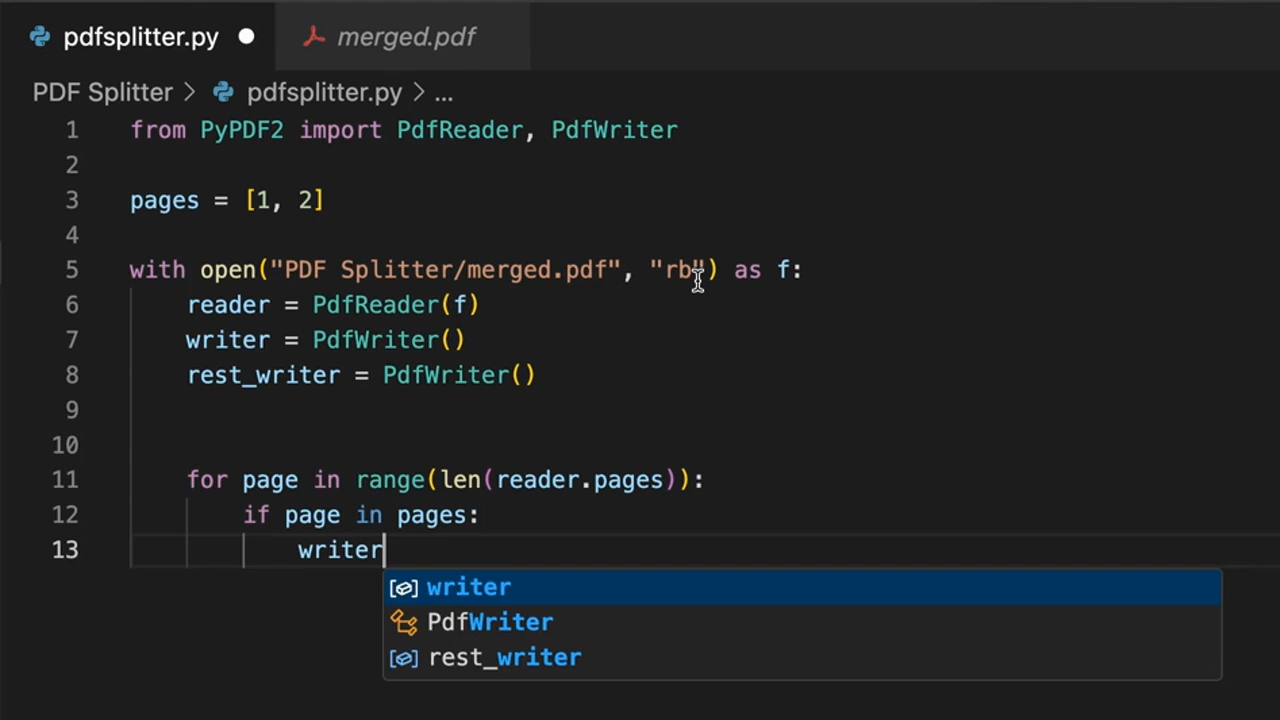 pdfsplitter.py
merged.pdf
PDF Splitter > pdfsplitter.py > ...
1 from PyPDF2 import PdfReader, PdfWriter
2
3 pages = [1, 2]
4
5 with open("PDF Splitter/merged.pdf", "rb") as f:
6 reader = PdfReader(f)
7 writer = PdfWriter()
8 rest_writer = PdfWriter()
9
10
11 for page in range(len(reader.pages)):
12 if page in pages:
13 writer
writer
PdfWriter
rest_writer